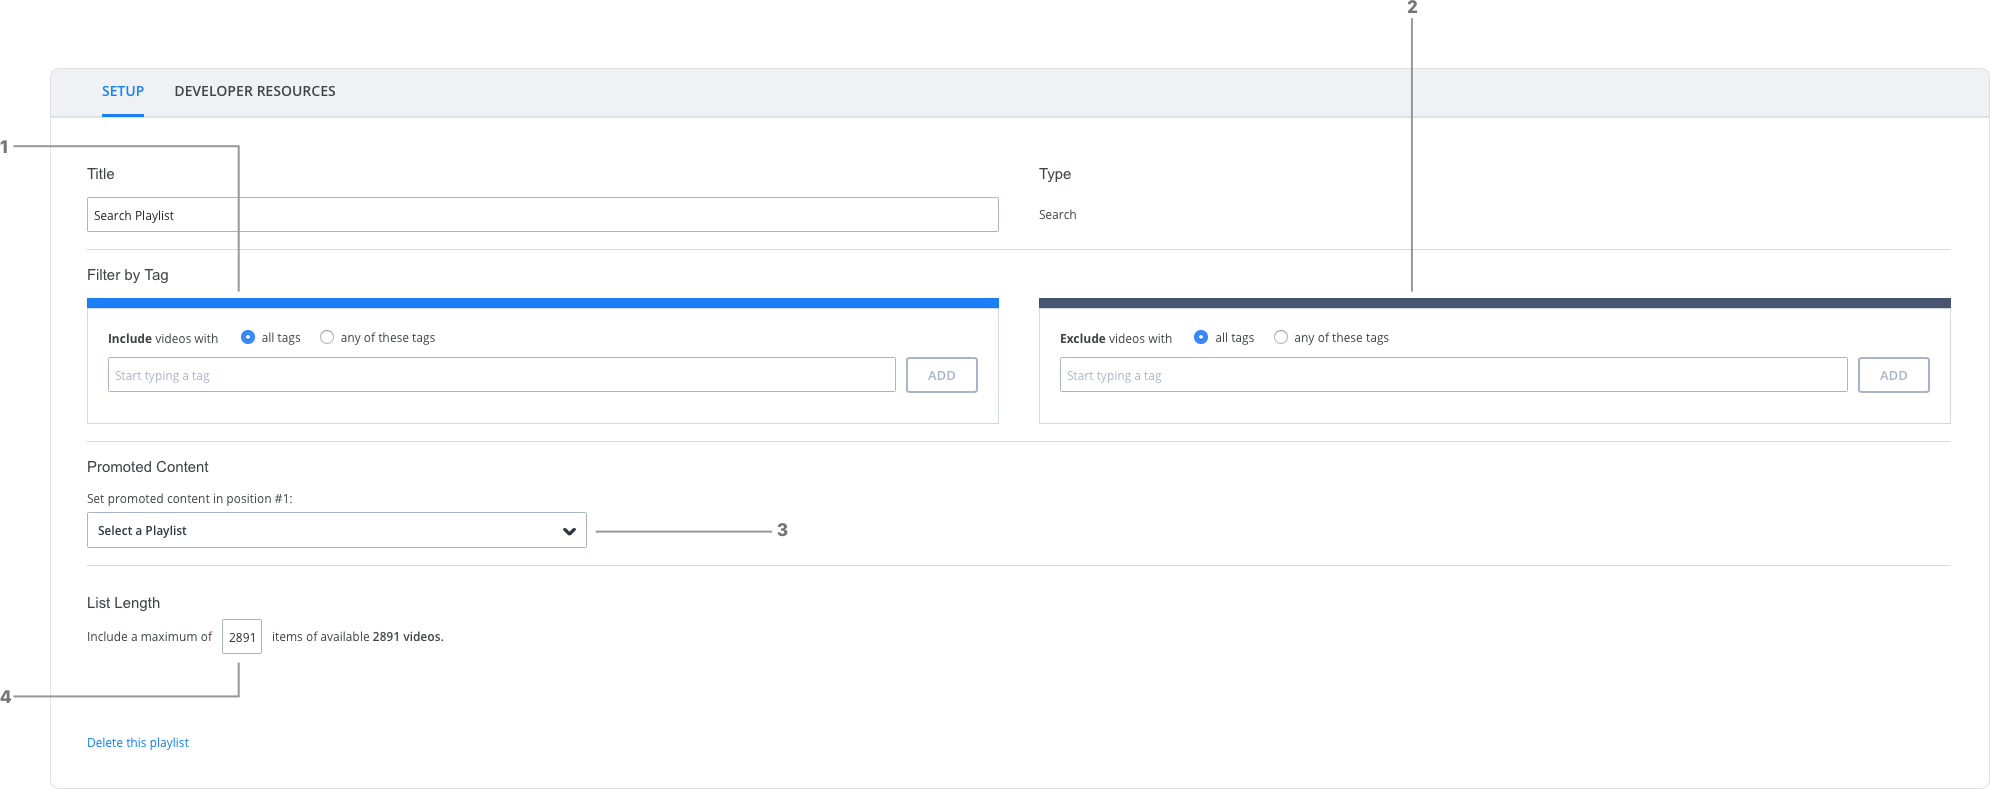 2
SETUP DEVELOPER RESOURCES
1
Title Type
Search Playlist Search
Filter by Tag
Include videos with all tags any of these tags Exclude videos with all tags any of these tags
Start typing a tag ADD Start typing a tag ADD
Promoted Content
Set promoted content in position #1:
Select a Playlist 3
List Length
Include a maximum of 2891 items of available 2891 videos.
4
Delete this playlist